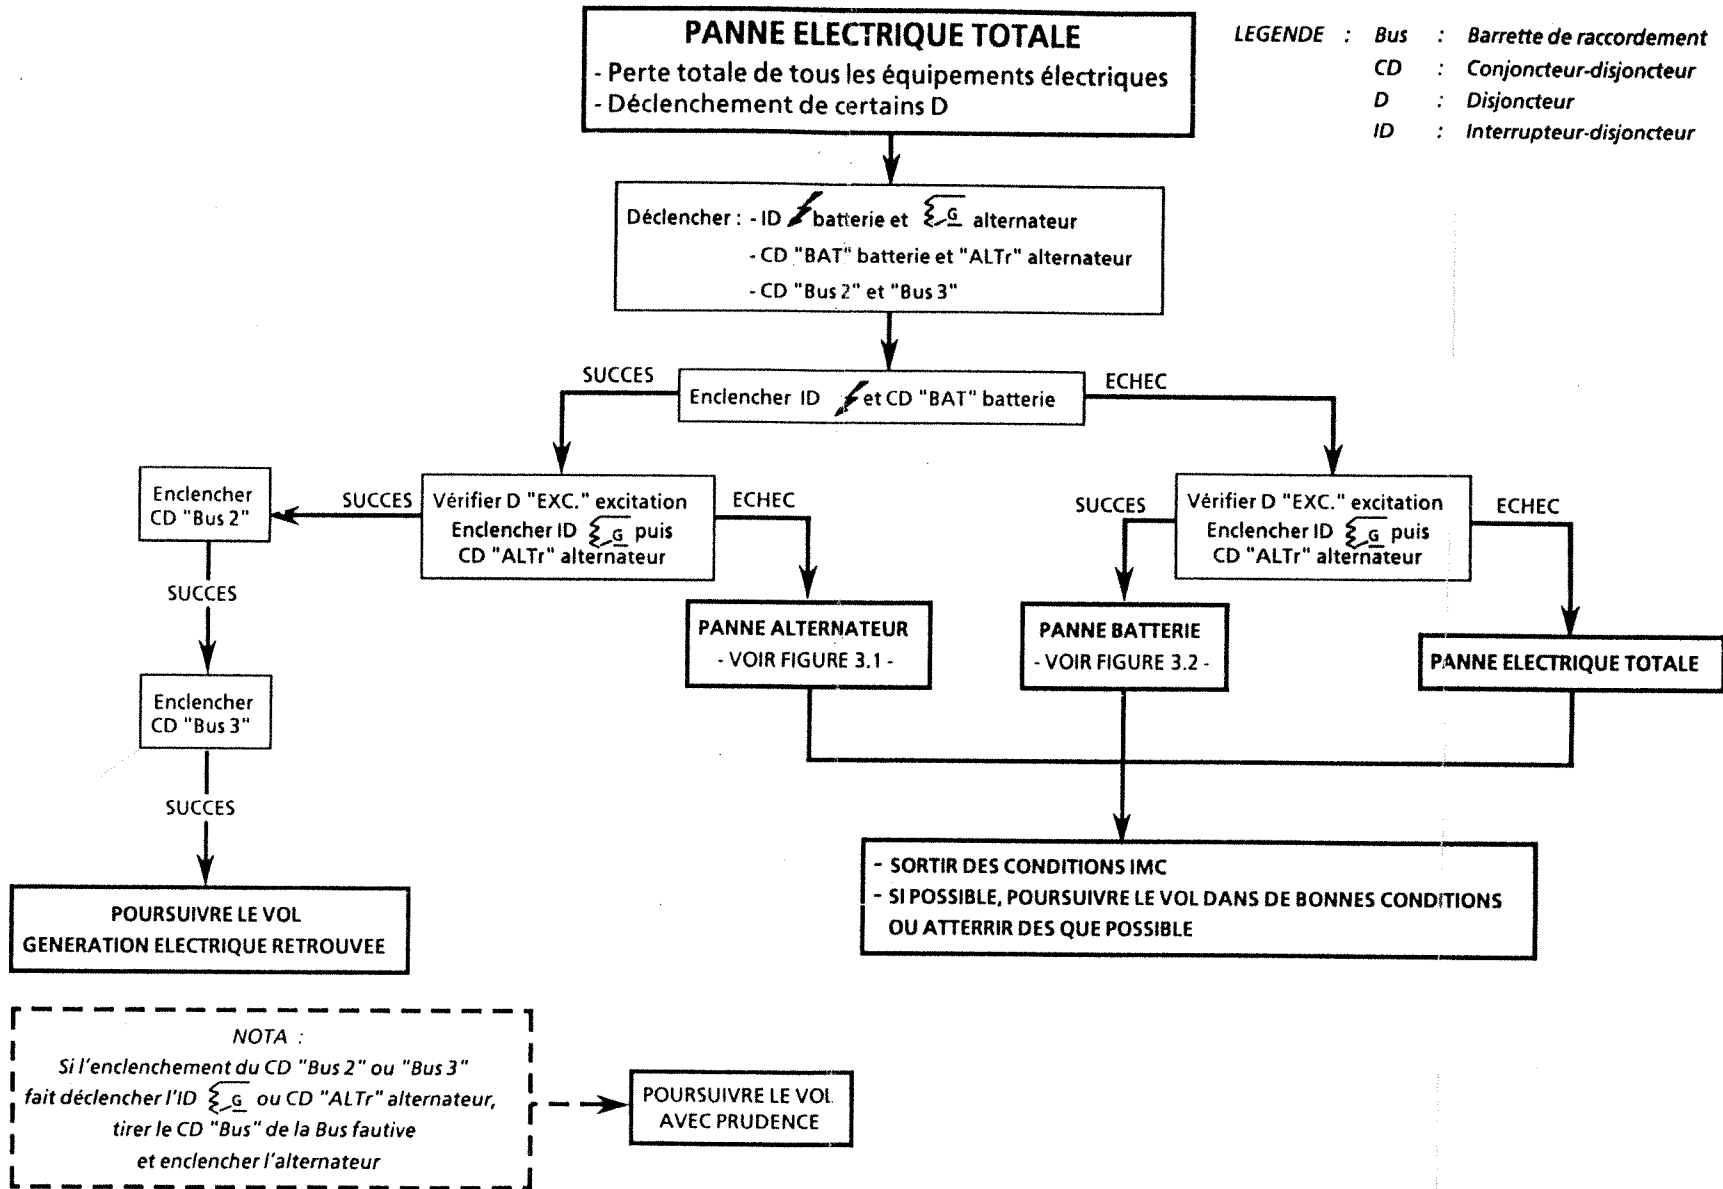 PANNE ELECTRIQUE TOTALE
- Perte totale de tous les équipements électriques
- Déclenchement de certains D
LEGENDE : Bus : Barrette de raccordement
CD : Conjoncteur-disjoncteur
D : Disjoncteur
ID : Interrupteur-disjoncteur
Déclencher : - ID batterie et G alternateur
- CD "BAT" batterie et "ALTr" alternateur
- CD "Bus 2" et "Bus 3"
SUCCES
Enclencher ID et CD "BAT" batterie
ECHEC
Enclencher
CD "Bus 2"
SUCCES
Vérifier D "EXC." excitation
Enclencher ID G puis
CD "ALTr" alternateur
ECHEC
SUCCES
Vérifier D "EXC." excitation
Enclencher ID G puis
CD "ALTr" alternateur
ECHEC
SUCCES
PANNE ALTERNATEUR
- VOIR FIGURE 3.1 -
PANNE BATTERIE
- VOIR FIGURE 3.2 -
PANNE ELECTRIQUE TOTALE
Enclencher
CD "Bus 3"
SUCCES
- SORTIR DES CONDITIONS IMC
- SI POSSIBLE, POURSUIVRE LE VOL DANS DE BONNES CONDITIONS
OU ATTERRIR DES QUE POSSIBLE
POURSUIVRE LE VOL
GENERATION ELECTRIQUE RETROUVEE
NOTA :
Si l'enclenchement du CD "Bus 2" ou "Bus 3"
fait déclencher l'ID G ou CD "ALTr" alternateur,
tirer le CD "Bus" de la Bus fautive
et enclencher l'alternateur
POURSUIVRE LE VOL
AVEC PRUDENCE